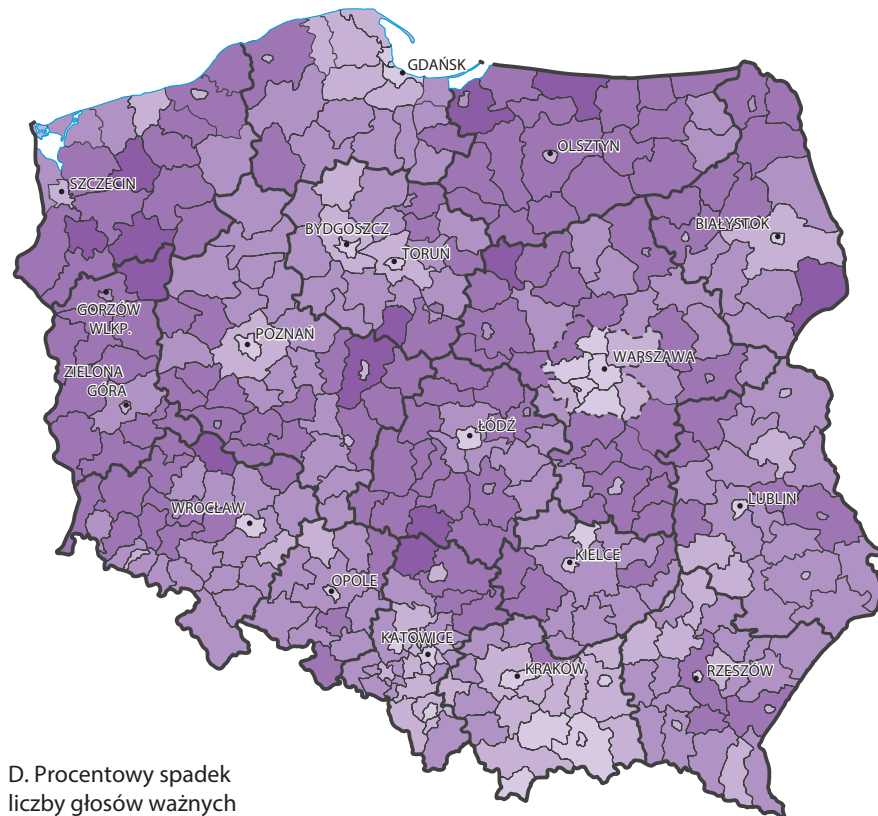 GDAŃSK
OLSZTYN
SZCZECIN
BYDGOSZCZ
BIAŁYSTOK
TORUŃ
GORZÓW
WLKP.
POZNAŃ
WARSZAWA
ZIELONA
GÓRA
ŁÓDŹ
WROCŁAW
LUBLIN
KIELCE
OPOLE
KATOWICE
KRAKÓW
RZESZÓW
D. Procentowy spadek
liczby głosów ważnych